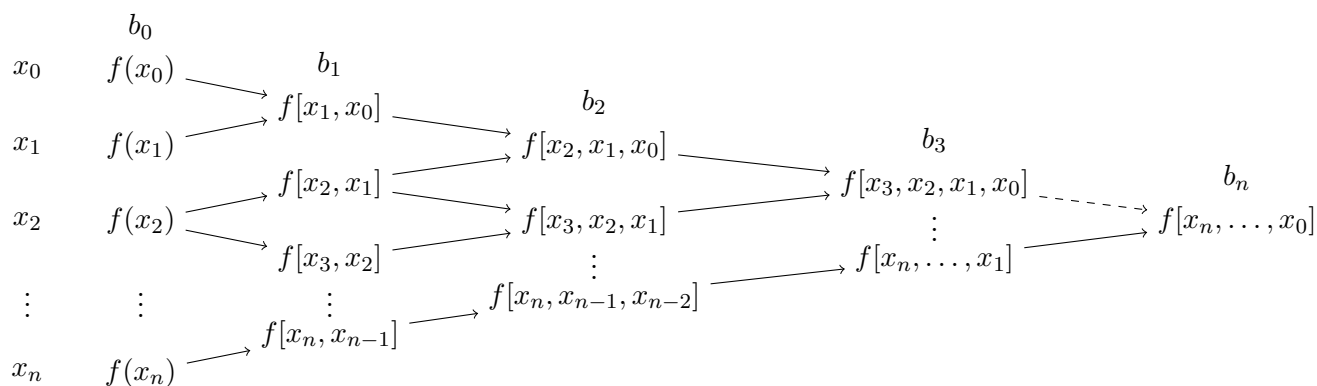 b_0
x_0 f(x_0) b_1
f[x_1, x_0] b_2
x_1 f(x_1) f[x_2, x_1, x_0] b_3
f[x_2, x_1] f[x_3, x_2, x_1, x_0] b_n
x_2 f(x_2) f[x_3, x_2, x_1] ⋮ f[x_n, …, x_0]
f[x_3, x_2] ⋮ f[x_n, …, x_1]
⋮ ⋮ ⋮ f[x_n, x_{n−1}, x_{n−2}]
f[x_n, x_{n−1}]
x_n f(x_n)